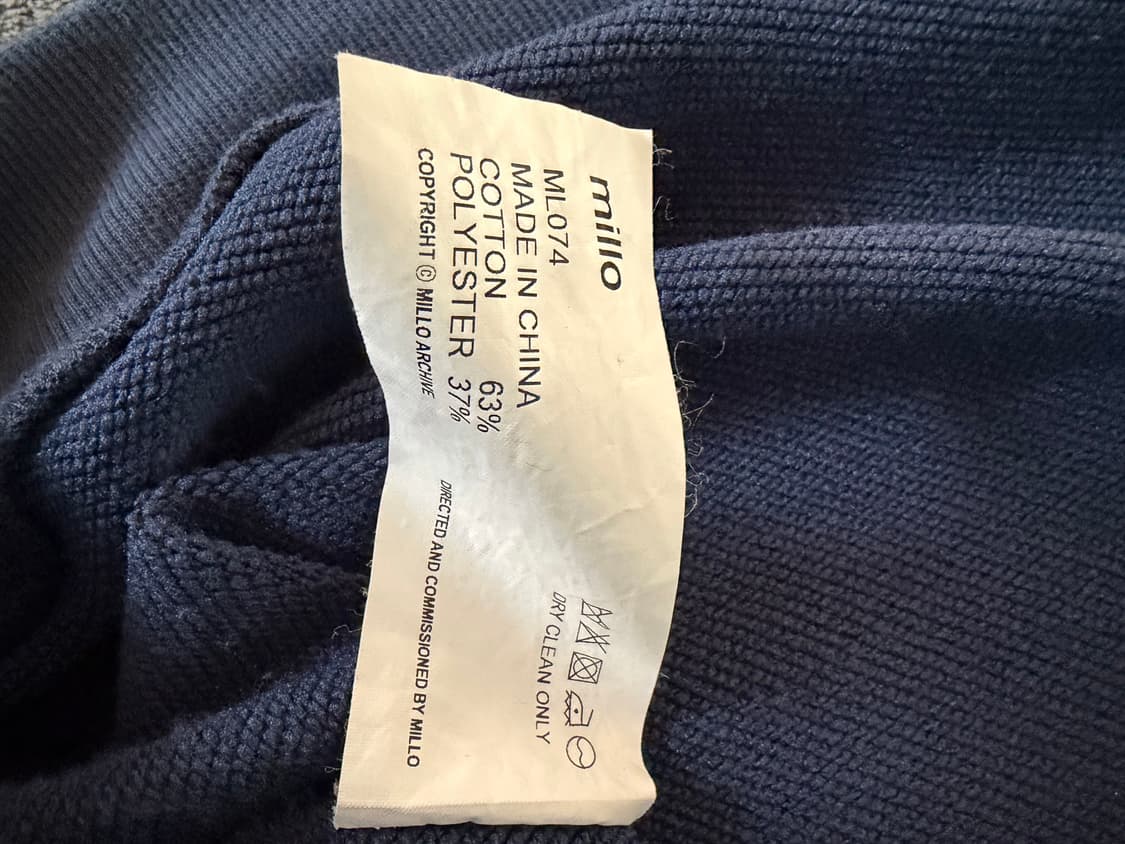 millo
ML074
MADE IN CHINA
COTTON 63%
POLYESTER 37%
COPYRIGHT © MILLO ARCHIVE
DRY CLEAN ONLY
DIRECTED AND COMMISSIONED BY MILLO